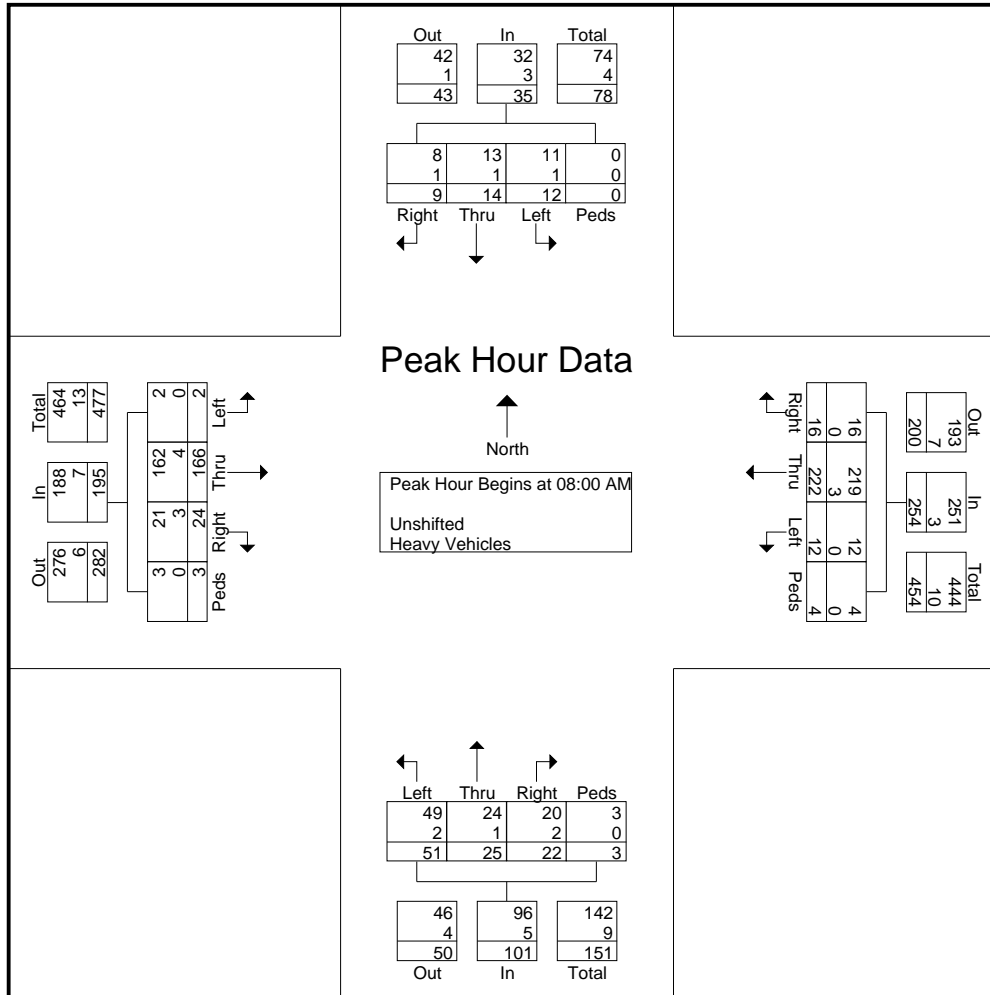 Out In Total
42 32 74
1 3 4
43 35 78
8 13 11 0
1 1 1 0
9 14 12 0
Right Thru Left Peds
Peak Hour Data
North
Peak Hour Begins at 08:00 AM
Unshifted
Heavy Vehicles
Total In Out
464 188 276
13 7 6
477 195 282
2 162 21 3
0 4 3 0
2 166 24 3
Left Thru Right Peds
Out In Total
193 251 444
7 3 10
200 254 454
16 219 12 4
0 3 0 0
16 222 12 4
Right Thru Left Peds
Left Thru Right Peds
49 24 20 3
2 1 2 0
51 25 22 3
46 96 142
4 5 9
50 101 151
Out In Total